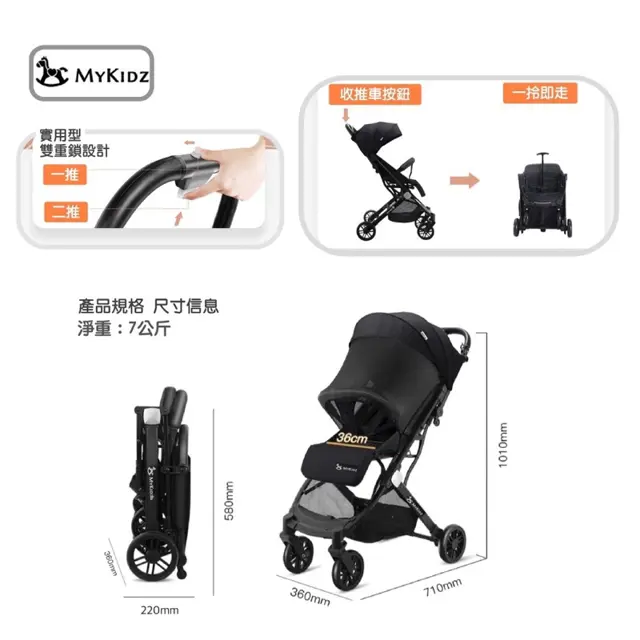 MYKIDZ
實用型
雙重鎖設計
一推
二推
收推車按鈕
一拎即走
產品規格 尺寸信息
淨重：7公斤
36cm
MYKIDZ
1010mm
580mm
360mm
220mm
360mm
710mm